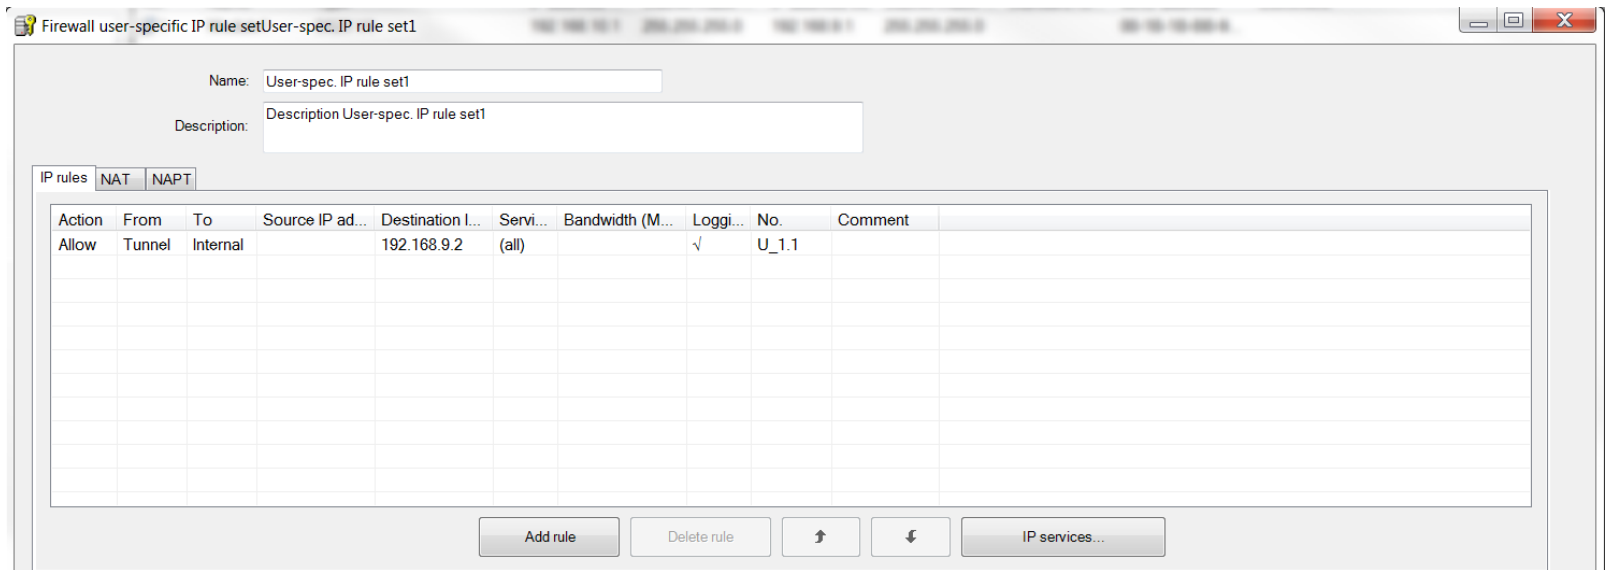 Firewall user-specific IP rule setUser-spec. IP rule set1
Name: User-spec. IP rule set1
Description: Description User-spec. IP rule set1
IP rules NAT NAPT
Action From To Source IP ad... Destination I... Servi... Bandwidth (M... Loggi... No. Comment
Allow Tunnel Internal 192.168.9.2 (all) √ U_1.1
Add rule Delete rule IP services...